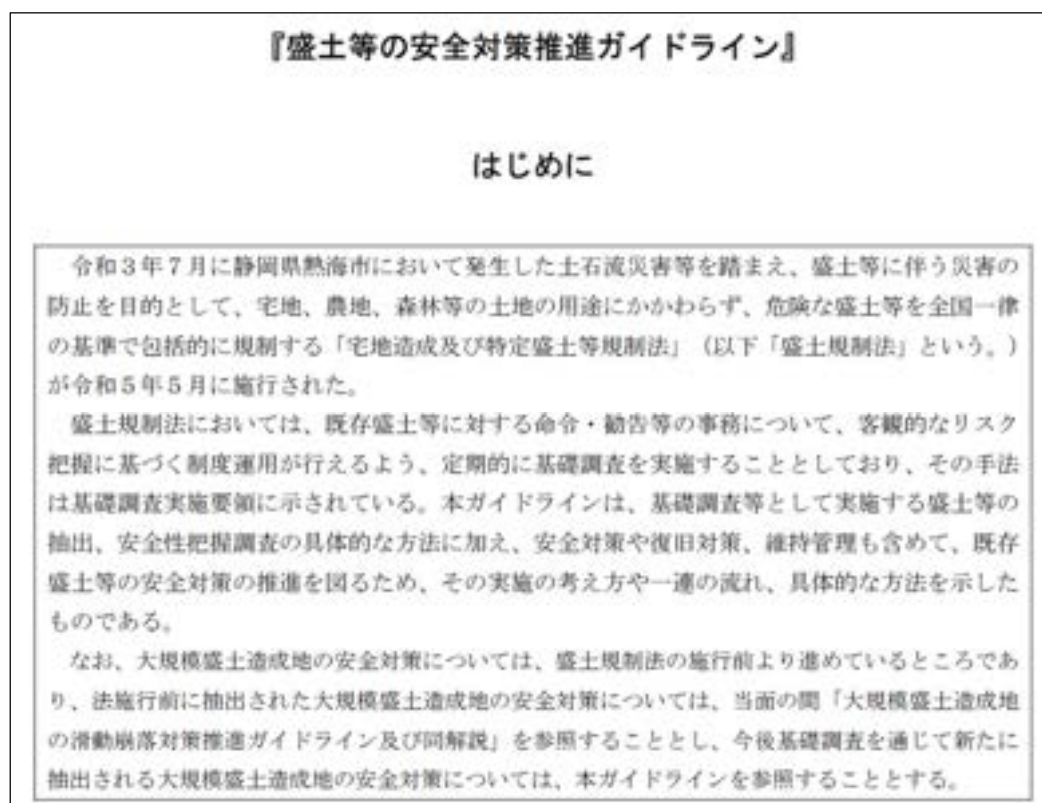 『盛土等の安全対策推進ガイドライン』
はじめに
令和３年７月に静岡県熱海市において発生した土石流災害等を踏まえ、盛土等に伴う災害の
防止を目的として、宅地、農地、森林等の土地の用途にかかわらず、危険な盛土等を全国一律
の基準で包括的に規制する「宅地造成及び特定盛土等規制法」（以下「盛土規制法」という。）
が令和５年５月に施行された。
盛土規制法においては、既存盛土等に対する命令・勧告等の事務について、客観的なリスク
把握に基づく制度運用が行えるよう、定期的に基礎調査を実施することとしており、その手法
は基礎調査実施要領に示されている。本ガイドラインは、基礎調査等として実施する盛土等の
抽出、安全性把握調査の具体的な方法に加え、安全対策や復旧対策、維持管理も含めて、既存
盛土等の安全対策の推進を図るため、その実施の考え方や一連の流れ、具体的な方法を示した
ものである。
なお、大規模盛土造成地の安全対策については、盛土規制法の施行前より進めているところであ
り、法施行前に抽出された大規模盛土造成地の安全対策については、当面の間「大規模盛土造成地
の滑動崩落対策推進ガイドライン及び同解説」を参照することとし、今後基礎調査を通じて新たに
抽出される大規模盛土造成地の安全対策については、本ガイドラインを参照することとする。